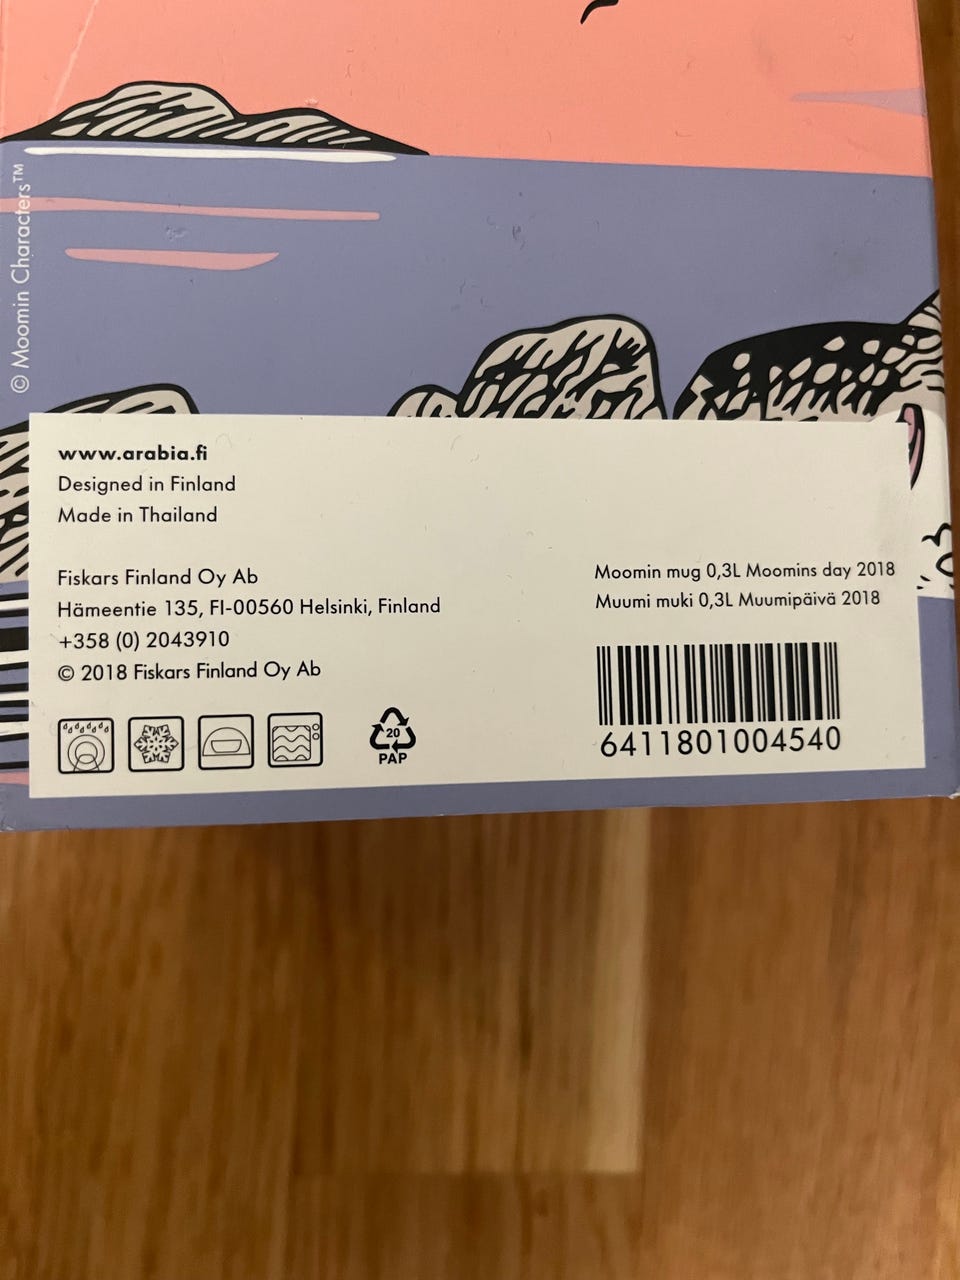 © Moomin Characters™
www.arabia.fi
Designed in Finland
Made in Thailand
Fiskars Finland Oy Ab
Hämeentie 135, FI-00560 Helsinki, Finland
+358 (0) 2043910
© 2018 Fiskars Finland Oy Ab
20
PAP
Moomin mug 0,3L Moomins day 2018
Muumi muki 0,3L Muumipäivä 2018
6411801004540